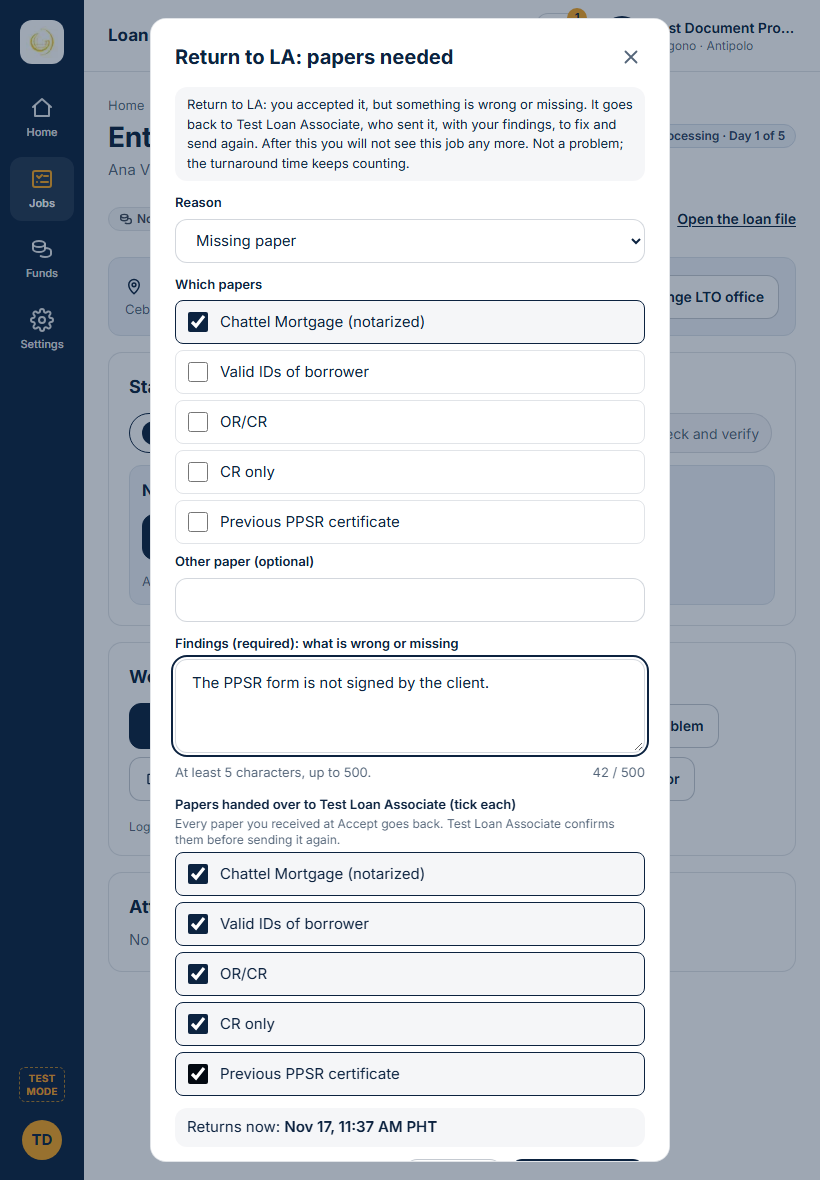 Loan
1
st Document Pro...
gono · Antipolo
Return to LA: papers needed
Return to LA: you accepted it, but something is wrong or missing. It goes
back to Test Loan Associate, who sent it, with your findings, to fix and
send again. After this you will not see this job any more. Not a problem;
the turnaround time keeps counting.
Home
Home
Ent
ocessing · Day 1 of 5
Ana V
Jobs
No
Open the loan file
Reason
Missing paper
Funds
Which papers
Ceb
nge LTO office
Settings
Chattel Mortgage (notarized)
Valid IDs of borrower
Sta
OR/CR
eck and verify
CR only
N
Previous PPSR certificate
A
Other paper (optional)
Findings (required): what is wrong or missing
Wo
The PPSR form is not signed by the client.
blem
At least 5 characters, up to 500.
42 / 500
or
Papers handed over to Test Loan Associate (tick each)
Every paper you received at Accept goes back. Test Loan Associate confirms
them before sending it again.
Log
Chattel Mortgage (notarized)
Att
Valid IDs of borrower
No
OR/CR
CR only
Previous PPSR certificate
TEST
MODE
Returns now: Nov 17, 11:37 AM PHT
TD